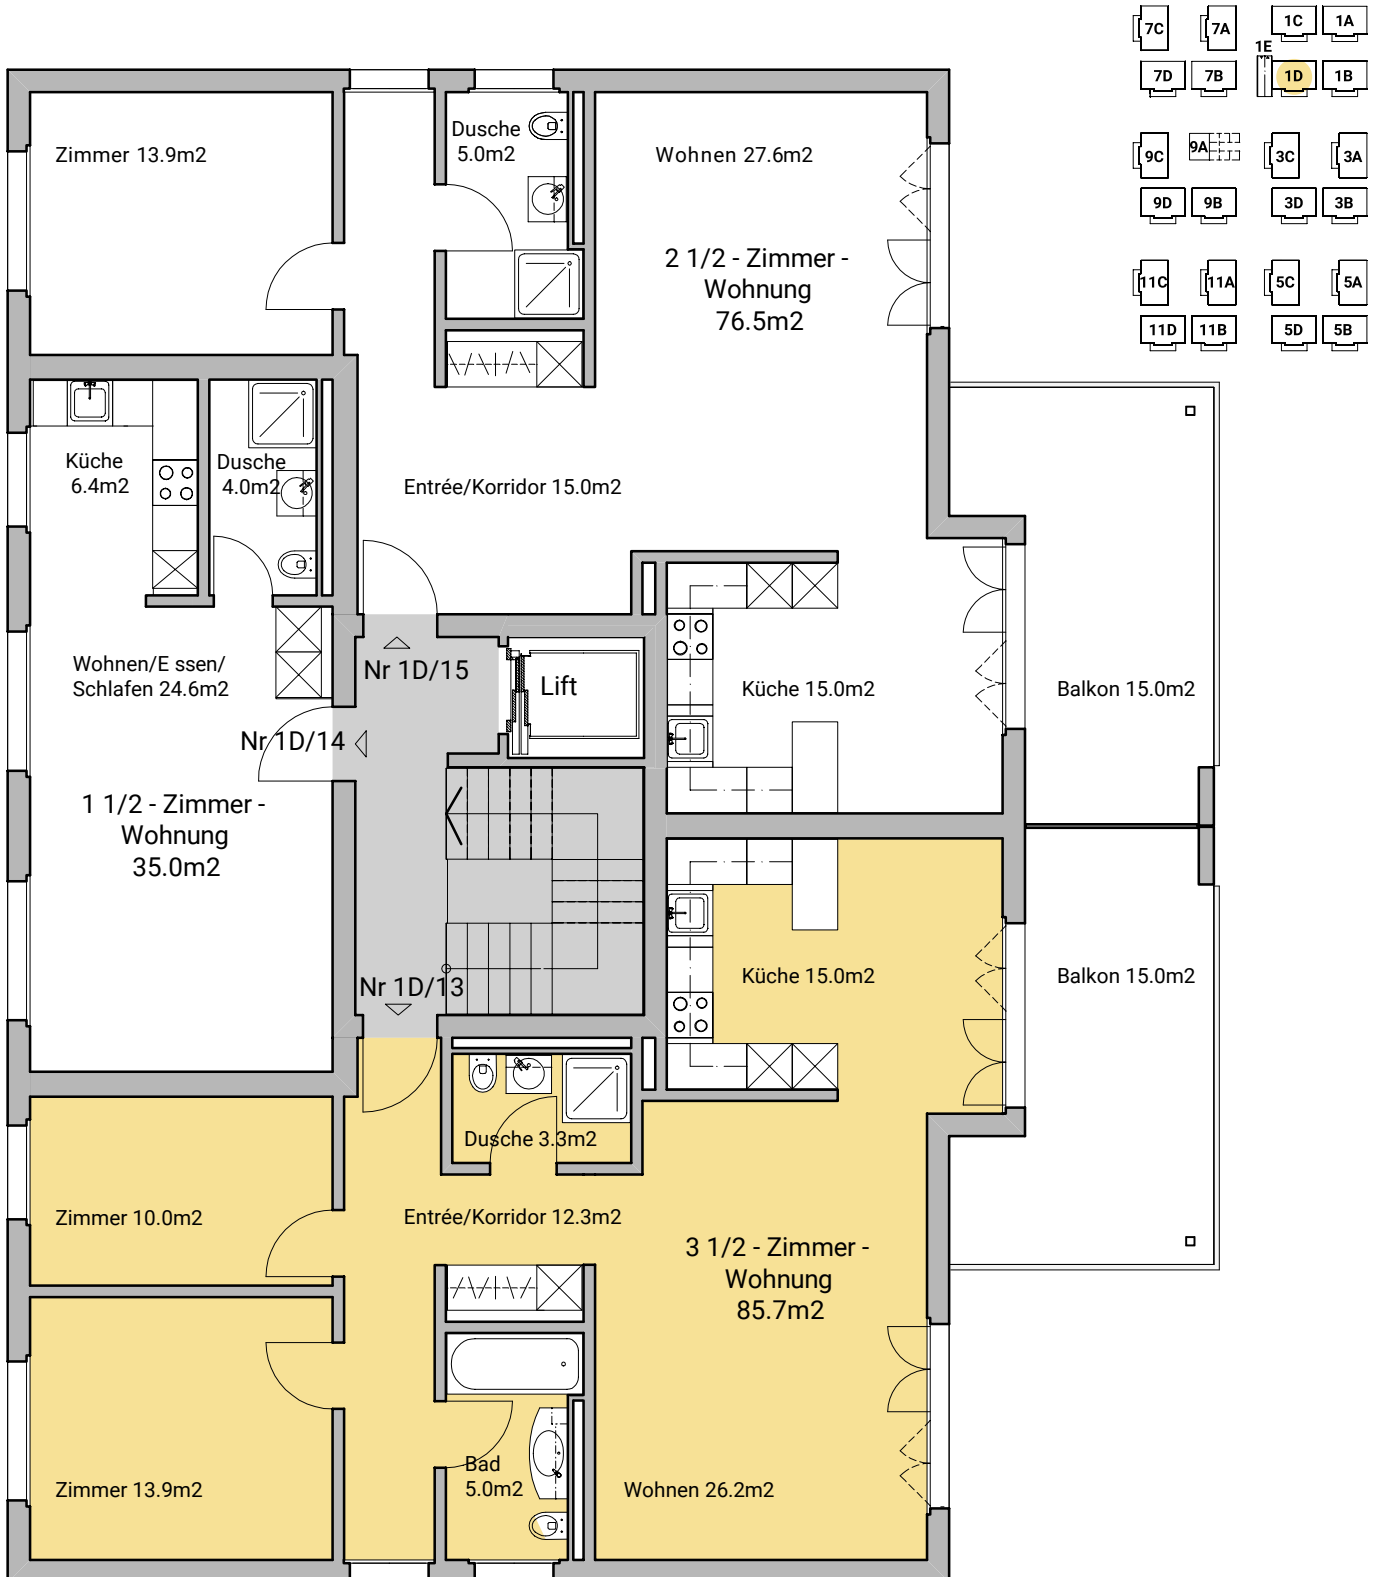 7C
7A
1C
1A
1E
7D
7B
1D
1B
9C
9A
3C
3A
9D
9B
3D
3B
11C
11A
5C
5A
11D
11B
5D
5B
Zimmer 13.9m2
Dusche
5.0m2
Wohnen 27.6m2
2 1/2 - Zimmer -
Wohnung
76.5m2
Küche
6.4m2
Dusche
4.0m2
Entrée/Korridor 15.0m2
Wohnen/E ssen/
Schlafen 24.6m2
Nr 1D/15
Lift
Küche 15.0m2
Balkon 15.0m2
Nr 1D/14
1 1/2 - Zimmer -
Wohnung
35.0m2
Nr 1D/13
Küche 15.0m2
Balkon 15.0m2
Dusche 3.3m2
Zimmer 10.0m2
Entrée/Korridor 12.3m2
3 1/2 - Zimmer -
Wohnung
85.7m2
Zimmer 13.9m2
Bad
5.0m2
Wohnen 26.2m2